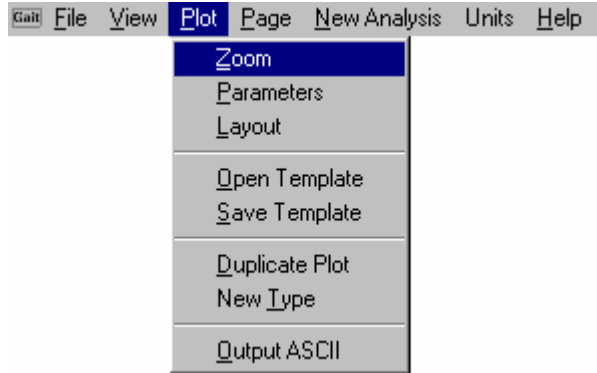 Gait File View Plot Page New Analysis Units Help
Zoom
Parameters
Layout
Open Template
Save Template
Duplicate Plot
New Type
Output ASCII